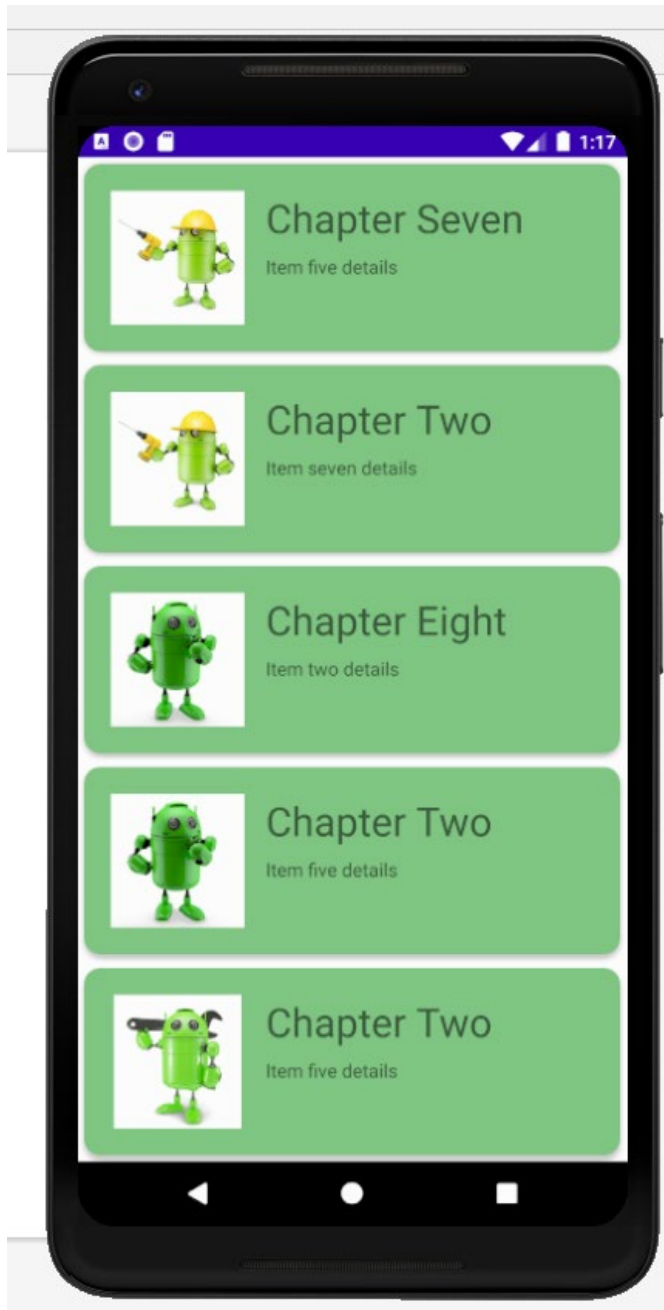 1:17
Chapter Seven
Item five details
Chapter Two
Item seven details
Chapter Eight
Item two details
Chapter Two
Item five details
Chapter Two
Item five details